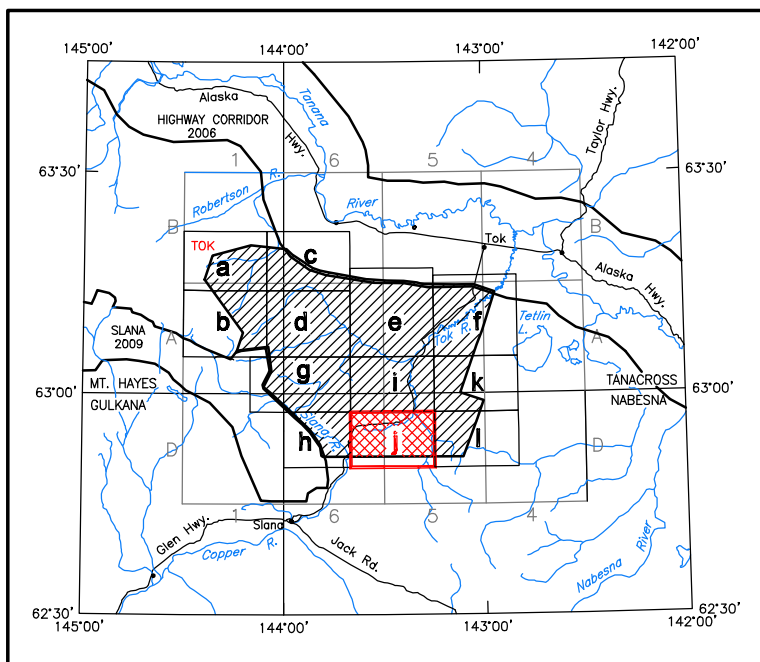 145°00'
144°00'
143°00'
142°00'
Alaska
Tanana
HIGHWAY CORRIDOR
2006
Hwy.
Taylor Hwy.
63°30'
1
6
5
4
63°30'
Robertson R.
River
B
TOK
B
Tok
a
c
Alaska Hwy.
b
d
e
f
Tetlin
L.
SLANA
2009
A
Tok R.
A
g
i
k
63°00'
MT. HAYES
GULKANA
63°00'
TANACROSS
NABESNA
Slana R.
h
j
l
D
D
1
6
5
4
Glen Hwy.
Slana
Copper R.
Jack Rd.
Nabesna River
62°30'
62°30'
145°00'
144°00'
143°00'
142°00'